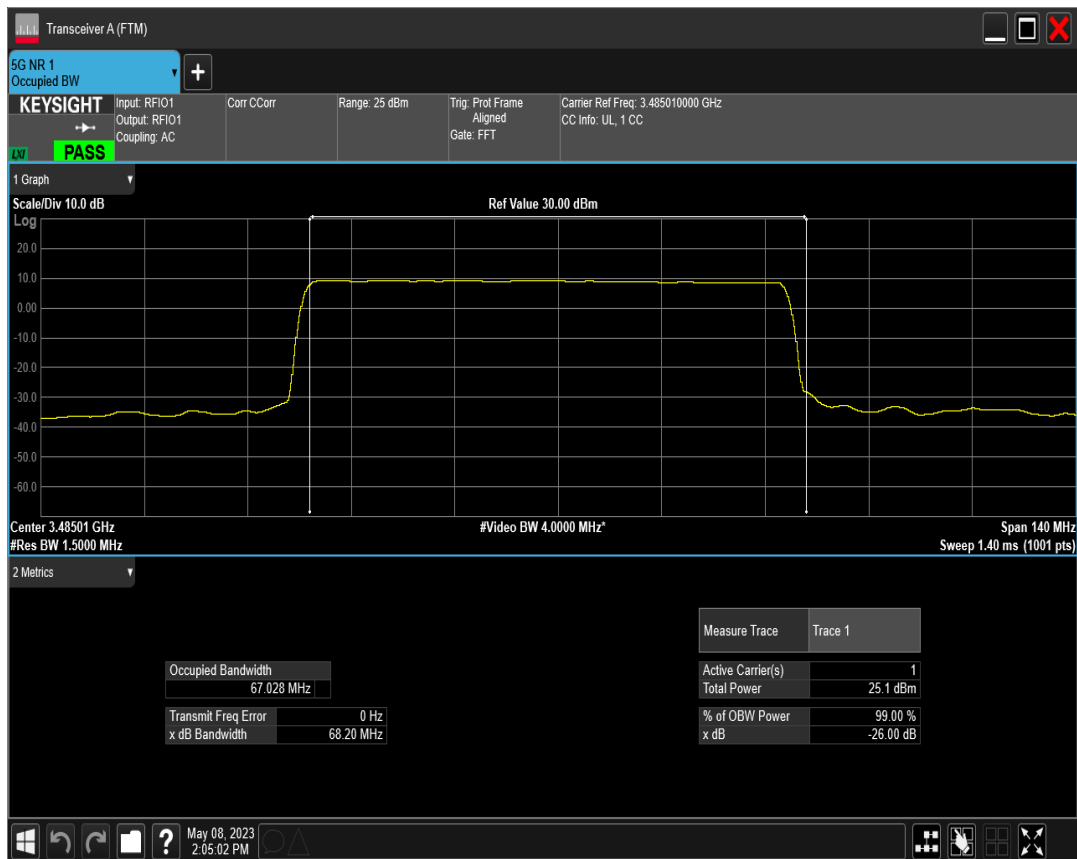 Transceiver A (FTM)
5G NR 1
Occupied BW
+
KEYSIGHT
LXI
PASS
Input: RFIO1
Output: RFIO1
Coupling: AC
Corr CCorr
Range: 25 dBm
Trig: Prot Frame
Aligned
Gate: FFT
Carrier Ref Freq: 3.485010000 GHz
CC Info: UL, 1 CC
1 Graph
Scale/Div 10.0 dB
Ref Value 30.00 dBm
Log
20.0
10.0
0.00
-10.0
-20.0
-30.0
-40.0
-50.0
-60.0
Center 3.48501 GHz
#Video BW 4.0000 MHz*
Span 140 MHz
#Res BW 1.5000 MHz
Sweep 1.40 ms (1001 pts)
2 Metrics
Measure Trace Trace 1
Occupied Bandwidth
67.028 MHz
Active Carrier(s) 1
Total Power 25.1 dBm
Transmit Freq Error 0 Hz
x dB Bandwidth 68.20 MHz
% of OBW Power 99.00 %
x dB -26.00 dB
?
May 08, 2023
2:05:02 PM